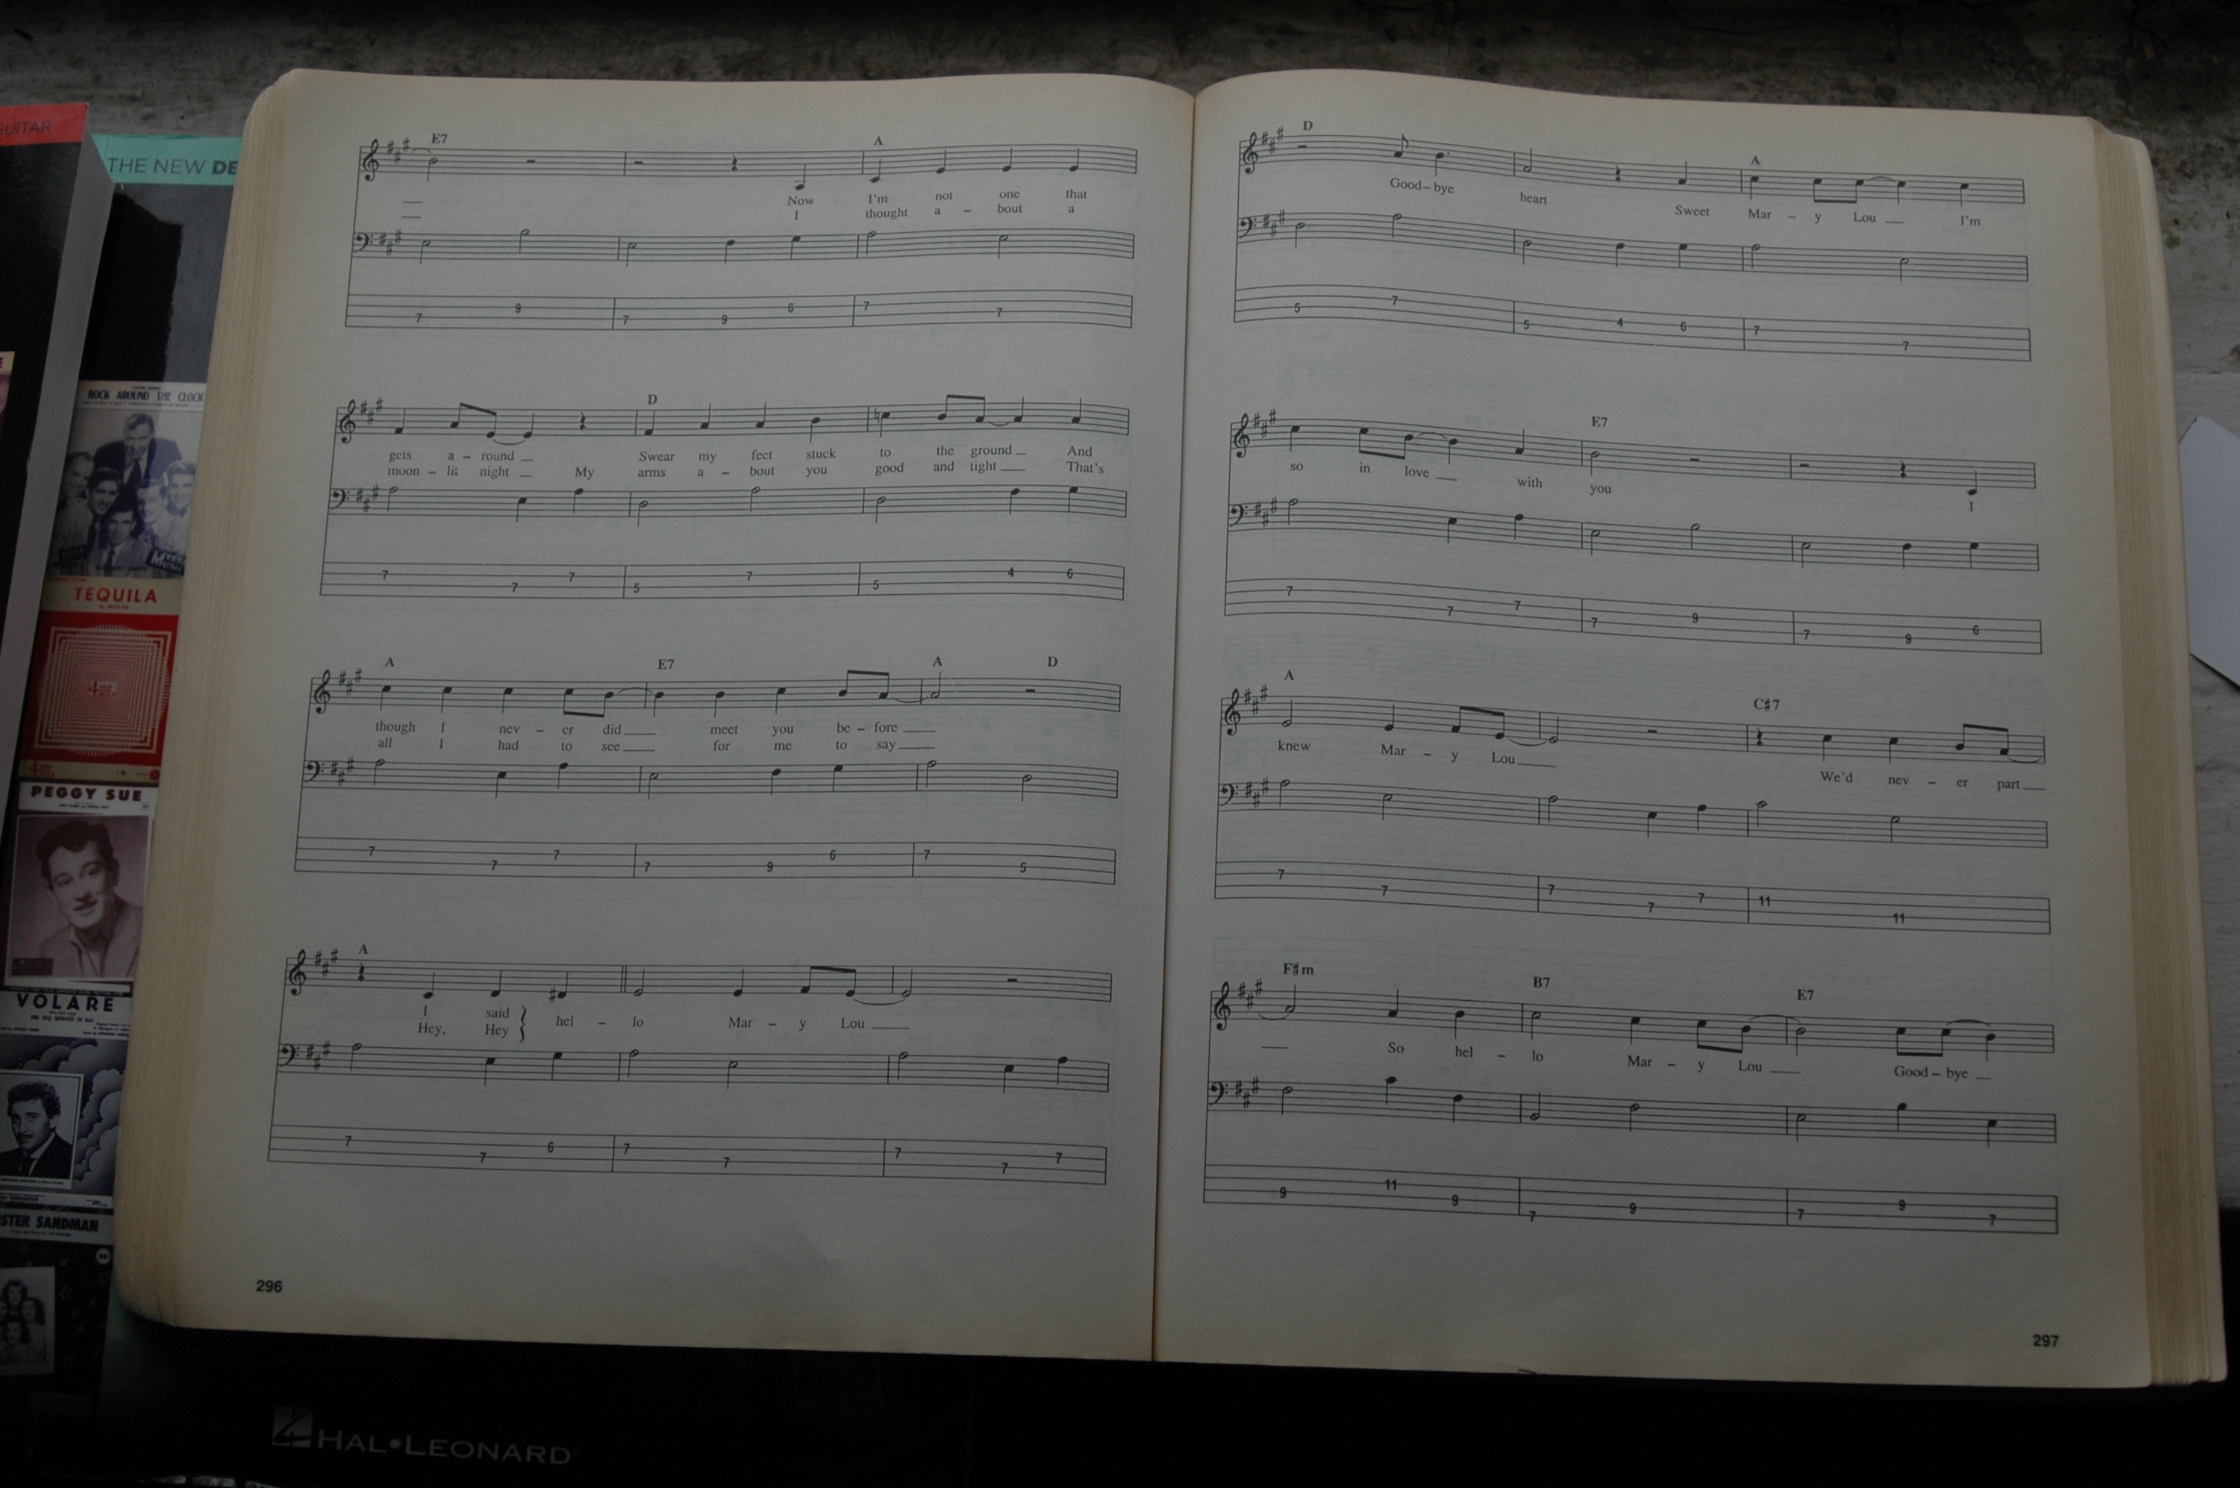 GUITAR
THE NEW DE
ROCK AROUND THE CLOCK
TEQUILA
PEGGY SUE
VOLARE
STER SANDMAN
HAL•LEONARD
E7 A
Now I'm not one that
I thought a – bout a
7 9 7 9 6 7 7
D
gets a – round Swear my feet stuck to the ground And
moon – lit night My arms a – bout you good and tight That's
7 7 7 5 7 5 4 6
A E7 A D
though I nev – er did meet you be – fore
all I had to see for me to say
7 7 7 7 9 6 7 5
A
I said hel – lo Mar – y Lou
Hey, Hey
7 7 6 7 7 7 7 7
296
D A
Good – bye heart Sweet Mar – y Lou I'm
5 7 5 4 6 7 7
E7
so in love with you I
7 7 7 7 9 7 9 6
A C#7
knew Mar – y Lou We'd nev – er part
7 7 7 7 7 11 11
F#m B7 E7
So hel – lo Mar – y Lou Good – bye
9 11 9 7 9 7 9 7
297